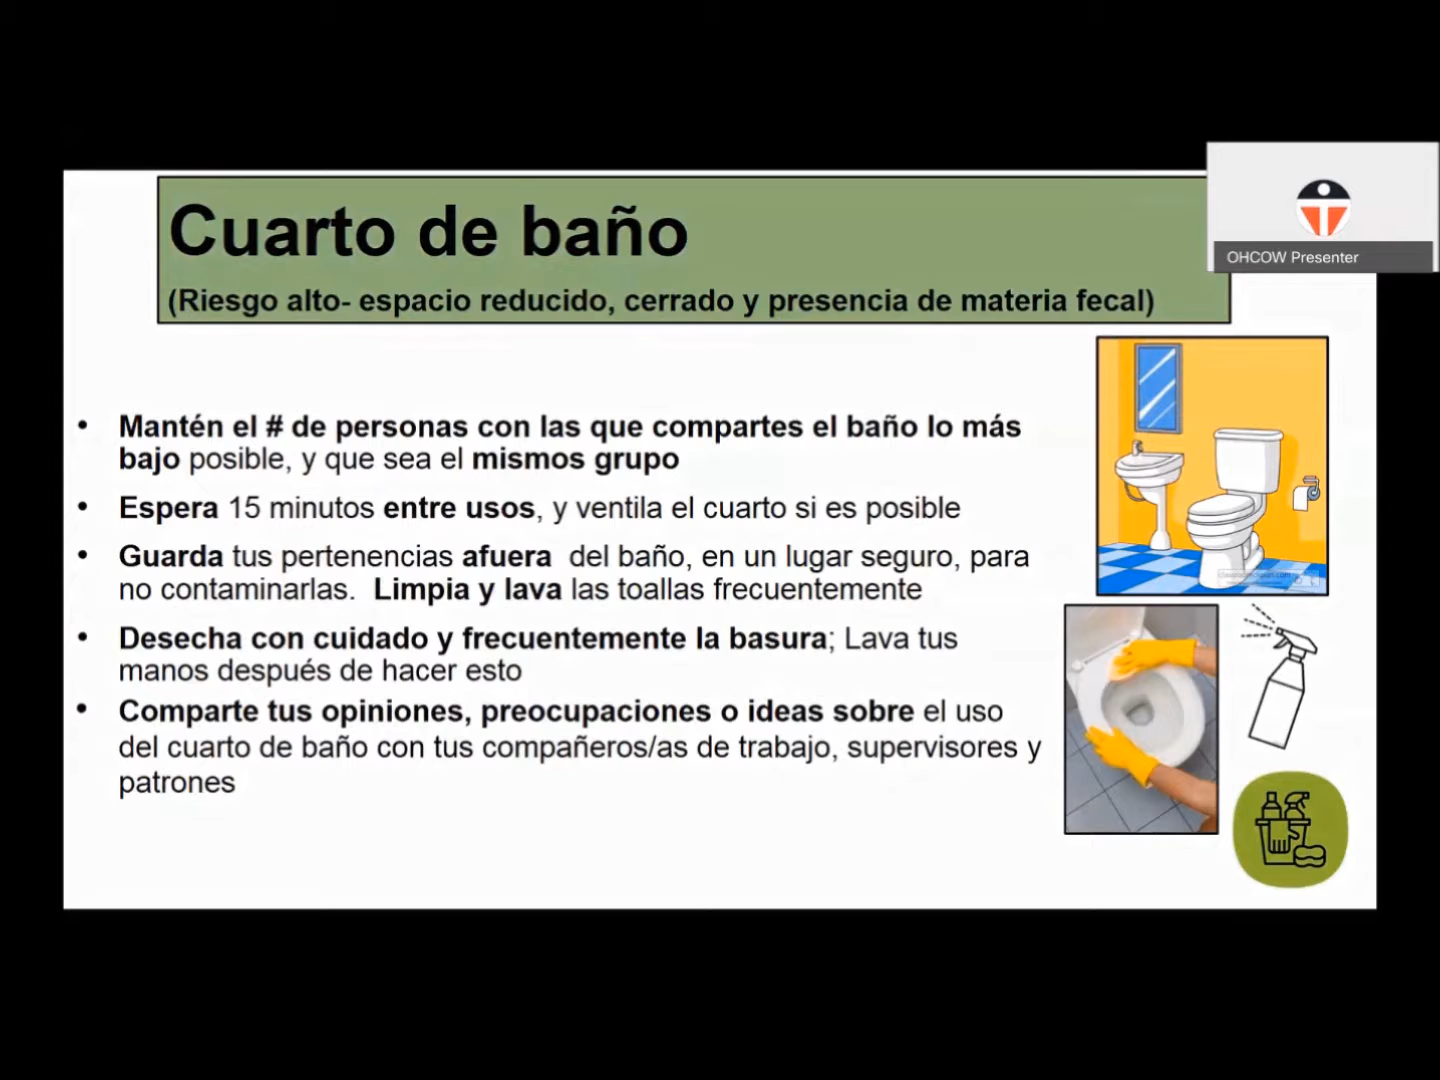 Cuarto de baño
(Riesgo alto- espacio reducido, cerrado y presencia de materia fecal)
OHCOW Presenter
• Mantén el # de personas con las que compartes el baño lo más
bajo posible, y que sea el mismos grupo
• Espera 15 minutos entre usos, y ventila el cuarto si es posible
• Guarda tus pertenencias afuera del baño, en un lugar seguro, para
no contaminarlas. Limpia y lava las toallas frecuentemente
• Desecha con cuidado y frecuentemente la basura; Lava tus
manos después de hacer esto
• Comparte tus opiniones, preocupaciones o ideas sobre el uso
del cuarto de baño con tus compañeros/as de trabajo, supervisores y
patrones